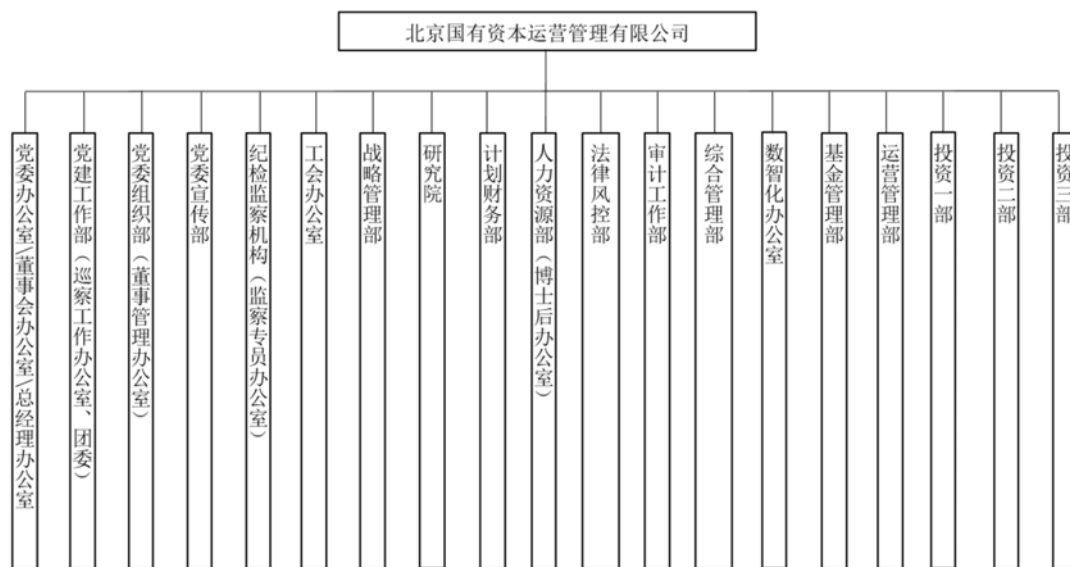 北京国有资本运营管理有限公司
党委办公室\董事会办公室\总经理办公室
党建工作部（巡察工作办公室、团委）
党委组织部（董事管理办公室）
党委宣传部
纪检监察机构（监察专员办公室）
工会办公室
战略管理部
研究院
计划财务部
人力资源部（博士后办公室）
法律风控部
审计工作部
综合管理部
数智化办公室
基金管理部
运营管理部
投资一部
投资二部
投资三部